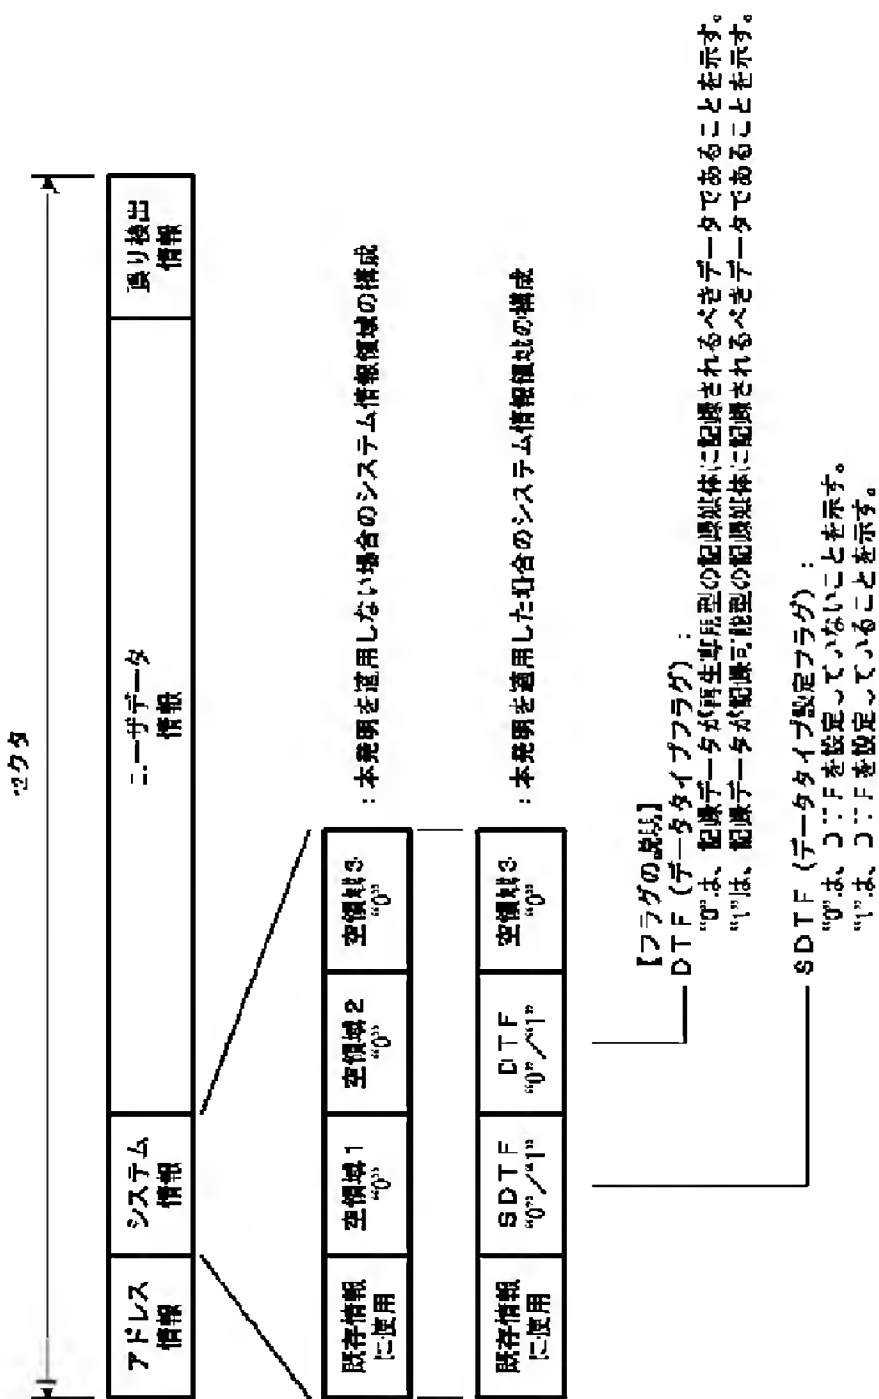 セクタ
アドレス
情報
システム
情報
ユーザデータ
情報
誤り検出
情報
既存情報
に使用
空領域1
“0”
空領域2
“0”
空領域3
“0”
：本発明を適用しない場合のシステム情報領域の構成
既存情報
に使用
SDTF
“0”／“1”
DTF
“0”／“1”
空領域3
“0”
：本発明を適用した場合のシステム情報領域の構成
【フラグの説明】
DTF（データタイプフラグ）：
“0”は、記録データが再生専用型の記録媒体に記録されるべきデータであることを示す。
“1”は、記録データが記録可能型の記録媒体に記録されるべきデータであることを示す。
SDTF（データタイプ設定フラグ）：
“0”は、DTFを設定っていないことを示す。
“1”は、DTFを設定っていることを示す。